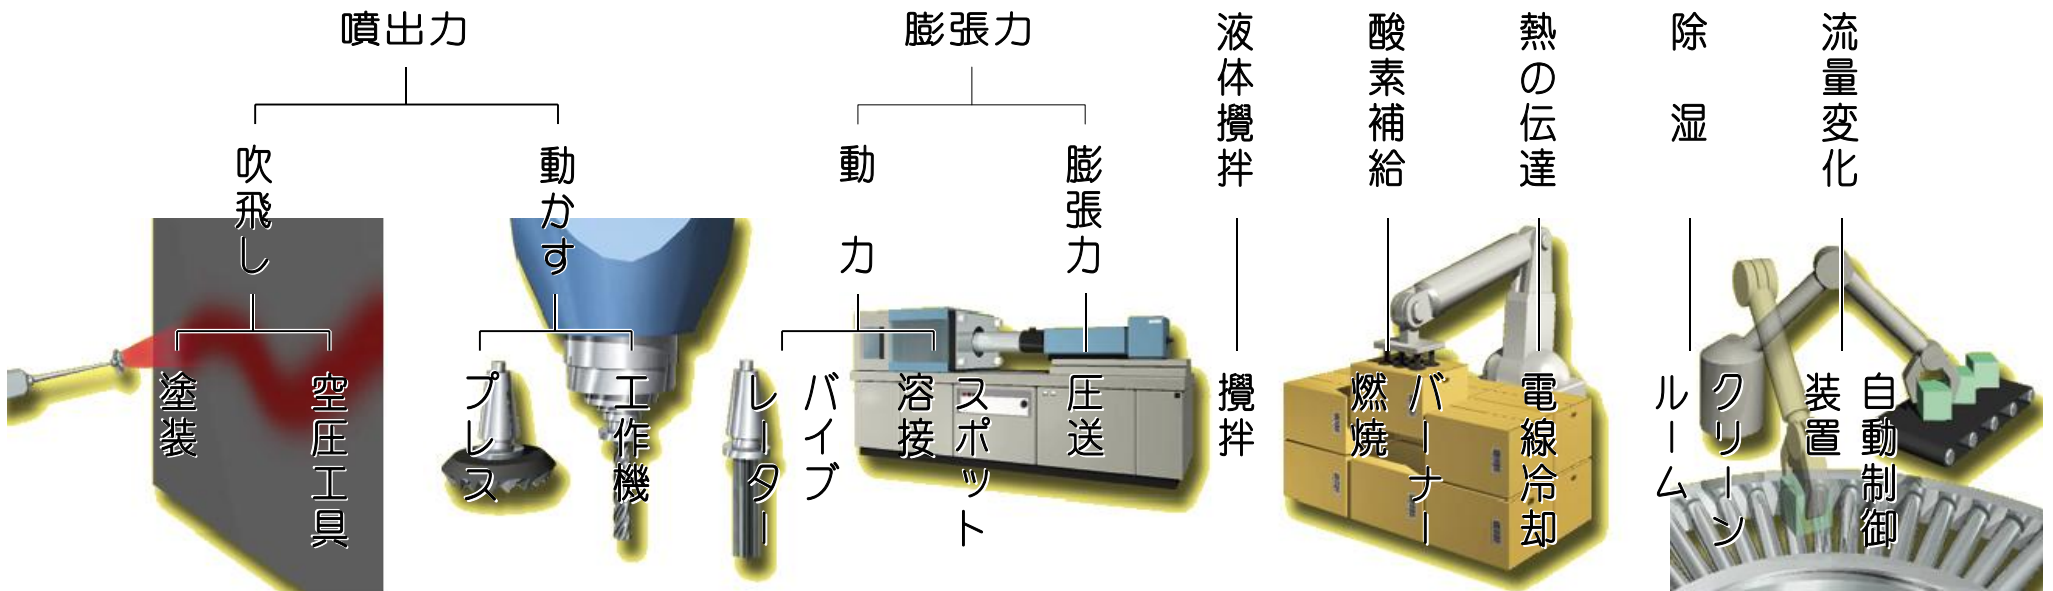 噴出力
膨張力
液体攪拌
酸素補給
熱の伝達
除湿
流量変化
吹飛し
動かす
動力
膨張力
塗装
空圧工具
プレス
工作機
バイブ
レーター
スポット
溶接
圧送
攪拌
バーナー
燃焼
電線冷却
クリーン
ルーム
自動制御
装置